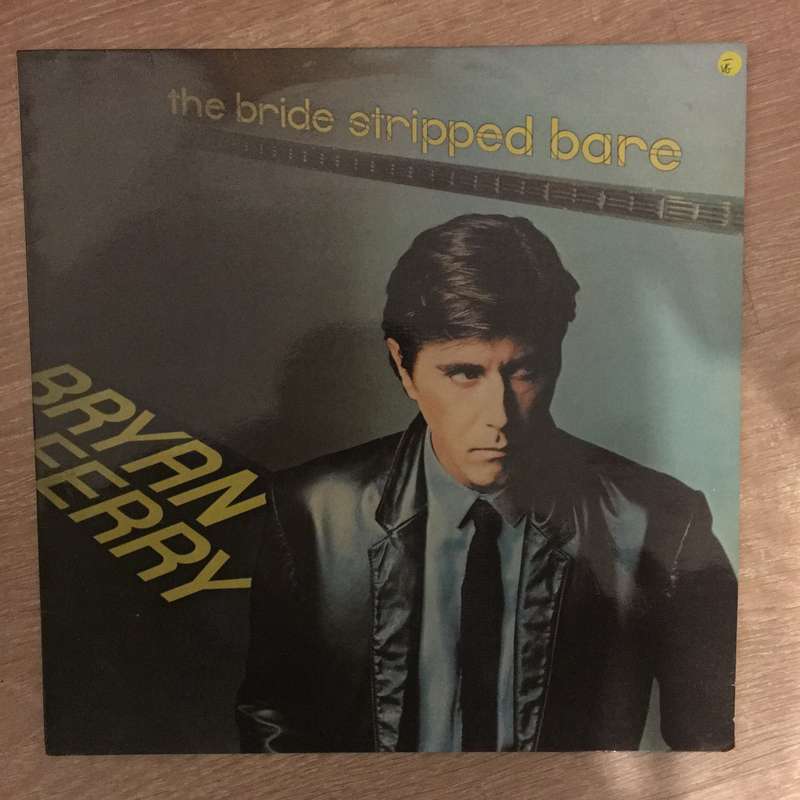 the bride stripped bare
BRYAN
FERRY